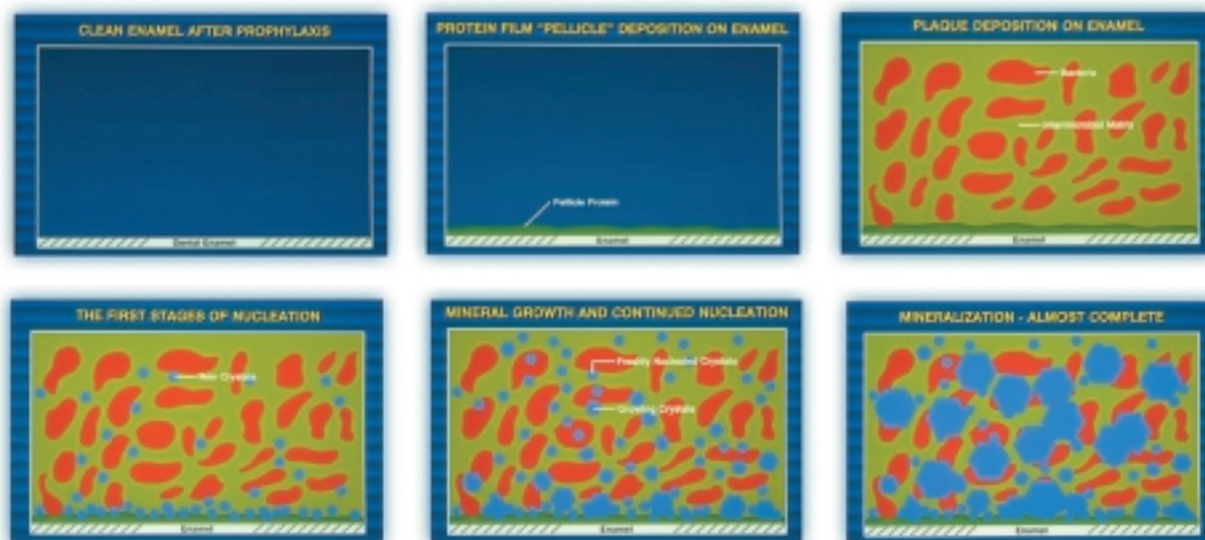 CLEAN ENAMEL AFTER PROPHYLAXIS
Dental Enamel
PROTEIN FILM "PELLICLE" DEPOSITION ON ENAMEL
Pellicle Protein
Enamel
PLAQUE DEPOSITION ON ENAMEL
Bacteria
Intermicrobial Matrix
Enamel
THE FIRST STAGES OF NUCLEATION
New Crystals
Enamel
MINERAL GROWTH AND CONTINUED NUCLEATION
Freshly Nucleated Crystals
Growing Crystals
Enamel
MINERALIZATION - ALMOST COMPLETE
Enamel